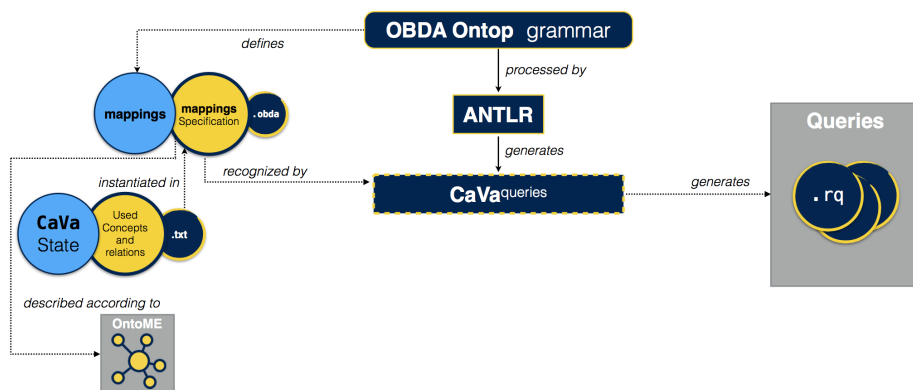 OBDA Ontop grammar
defines
processed by
mappings
mappings
Specification
.obda
ANTLR
Queries
generates
instantiated in
recognized by
CaVa queries
generates
.rq
CaVa
State
Used
Concepts
and
relations
.txt
described according to
OntoME